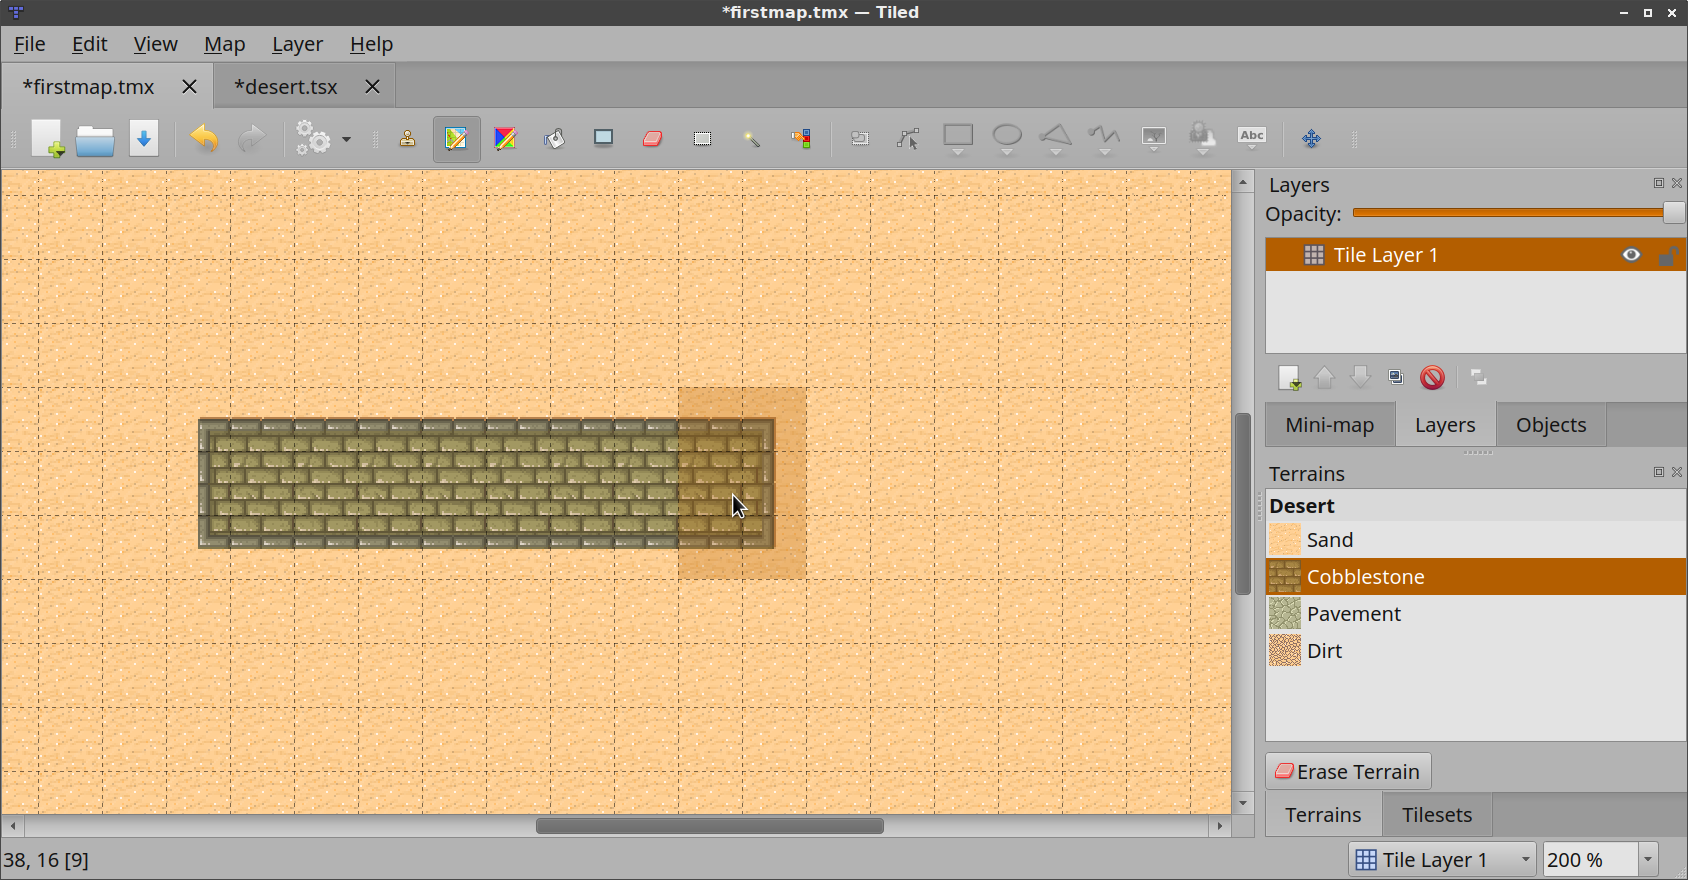 *firstmap.tmx — Tiled
File Edit View Map Layer Help
*firstmap.tmx *desert.tsx
Abc
Layers
Opacity:
Tile Layer 1
Mini-map Layers Objects
Terrains
Desert
Sand
Cobblestone
Pavement
Dirt
Erase Terrain
Terrains Tilesets
38, 16 [9]
Tile Layer 1
200 %